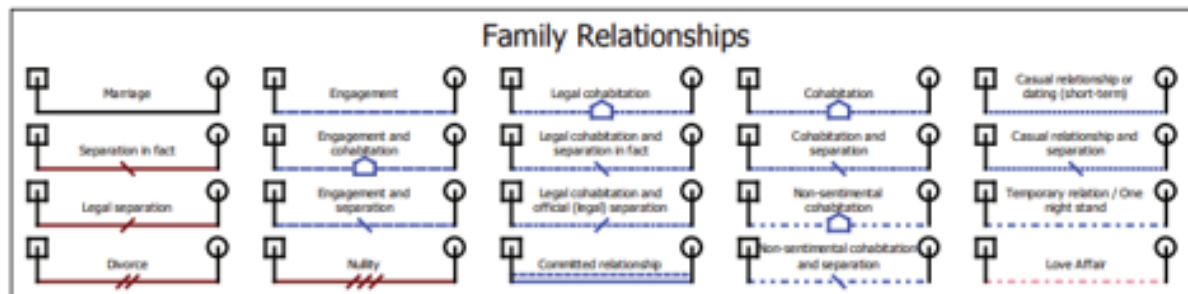 Family Relationships
Marriage
Engagement
Legal cohabitation
Cohabitation
Casual relationship or
dating (short-term)
Separation in fact
Engagement and
cohabitation
Legal cohabitation and
separation in fact
Cohabitation and
separation
Casual relationship and
separation
Legal separation
Engagement and
separation
Legal cohabitation and
official (legal) separation
Non-sentimental
cohabitation
Temporary relation / One
night stand
Divorce
Nullity
Committed relationship
Non-sentimental cohabitation
and separation
Love Affair